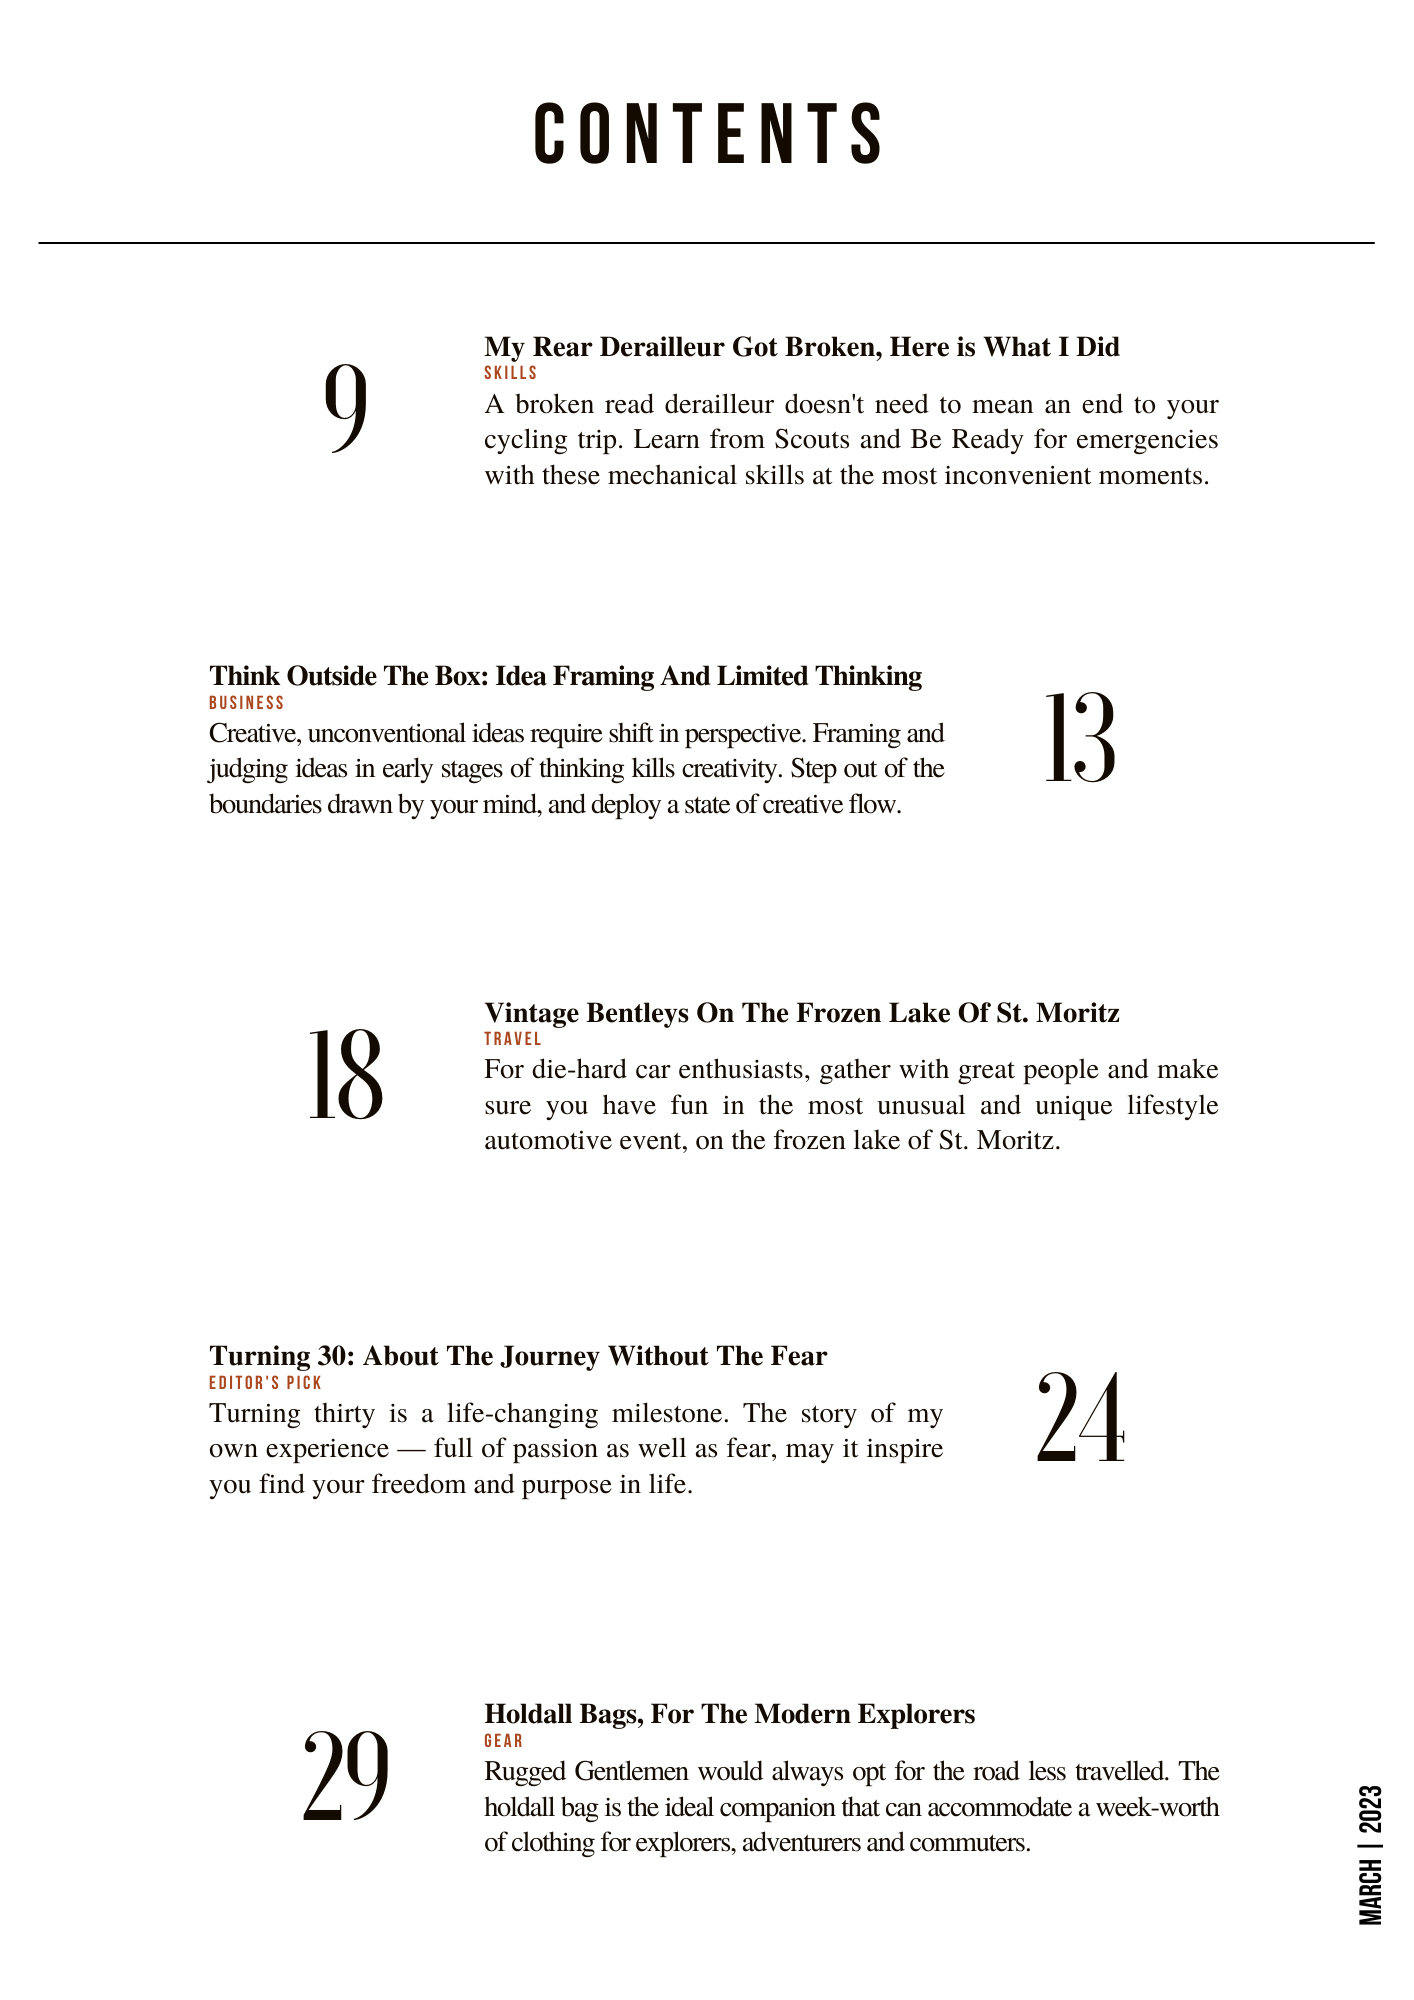 CONTENTS
9
My Rear Derailleur Got Broken, Here is What I Did
SKILLS
A broken read derailleur doesn't need to mean an end to your
cycling trip. Learn from Scouts and Be Ready for emergencies
with these mechanical skills at the most inconvenient moments.
Think Outside The Box: Idea Framing And Limited Thinking
BUSINESS
Creative, unconventional ideas require shift in perspective. Framing and
judging ideas in early stages of thinking kills creativity. Step out of the
boundaries drawn by your mind, and deploy a state of creative flow.
13
18
Vintage Bentleys On The Frozen Lake Of St. Moritz
TRAVEL
For die-hard car enthusiasts, gather with great people and make
sure you have fun in the most unusual and unique lifestyle
automotive event, on the frozen lake of St. Moritz.
Turning 30: About The Journey Without The Fear
EDITOR'S PICK
Turning thirty is a life-changing milestone. The story of my
own experience — full of passion as well as fear, may it inspire
you find your freedom and purpose in life.
24
29
Holdall Bags, For The Modern Explorers
GEAR
Rugged Gentlemen would always opt for the road less travelled. The
holdall bag is the ideal companion that can accommodate a week-worth
of clothing for explorers, adventurers and commuters.
MARCH | 2023